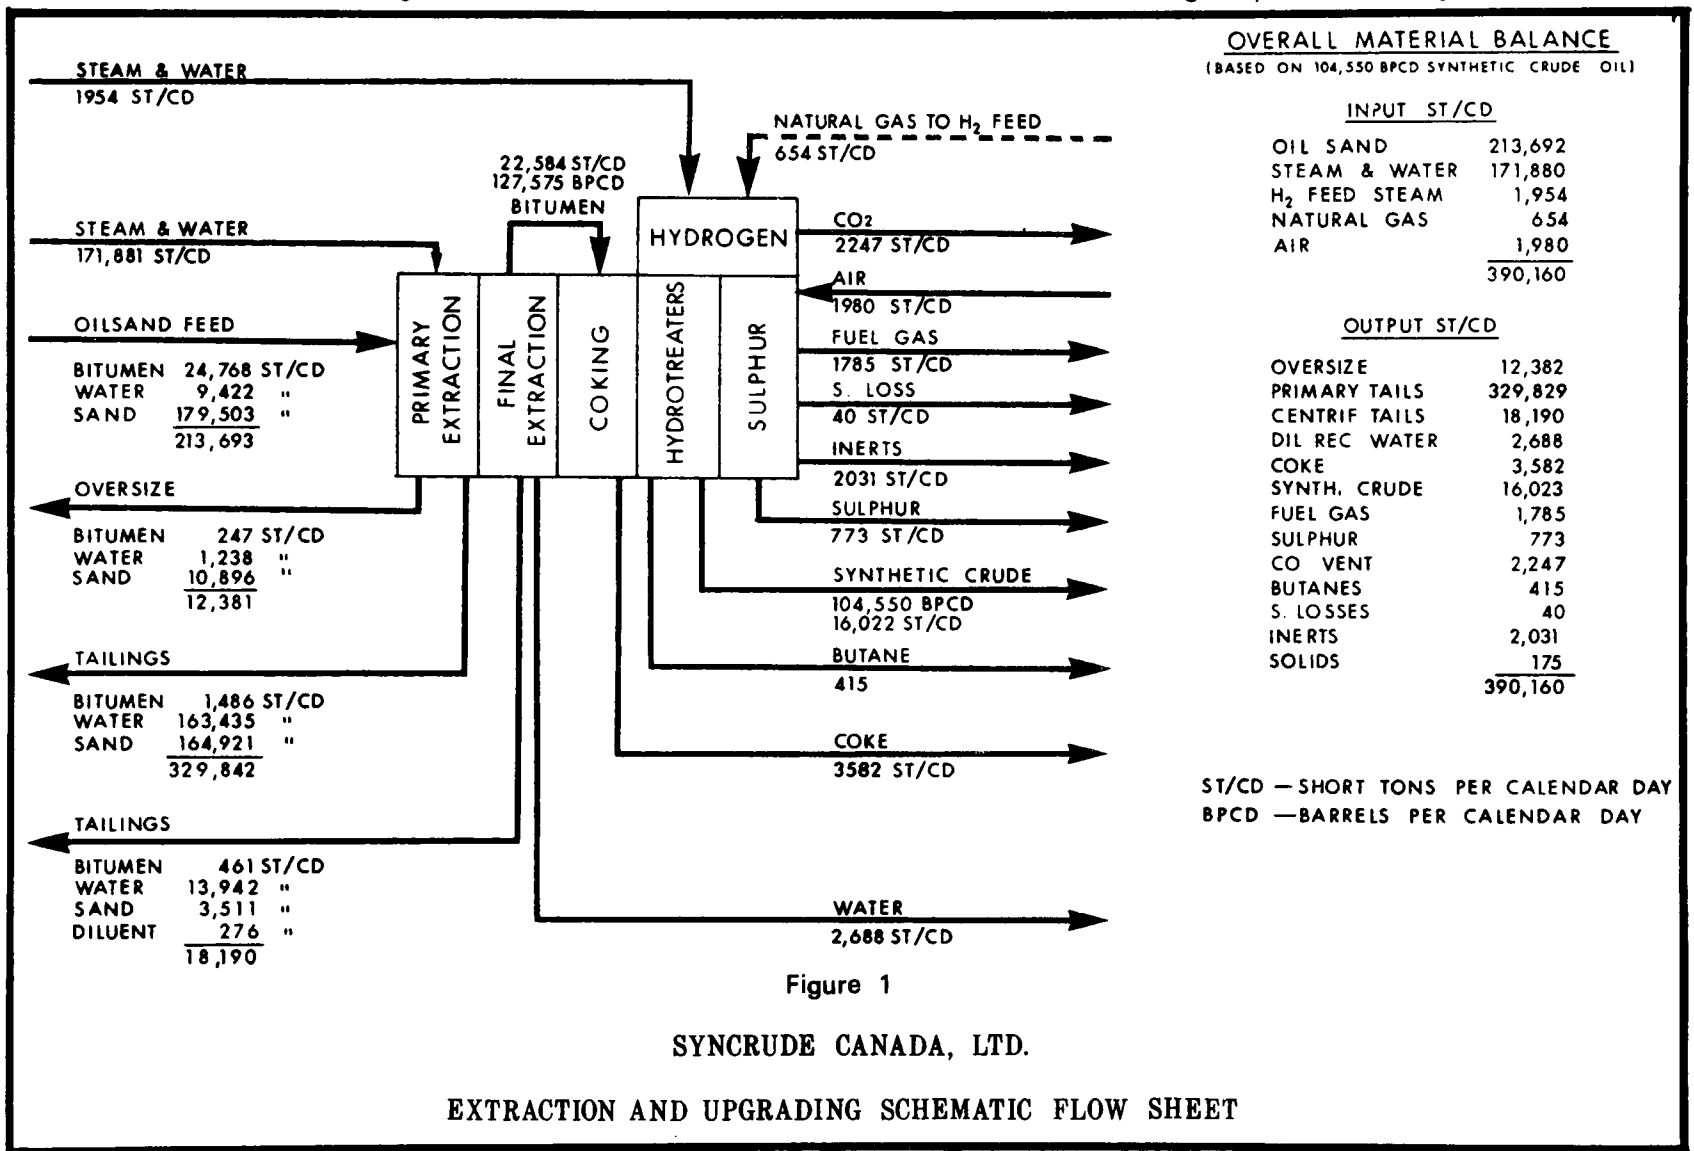 STEAM & WATER
1954 ST/CD
NATURAL GAS TO H₂ FEED
654 ST/CD
22,584 ST/CD
127,575 BPCD
BITUMEN
STEAM & WATER
171,881 ST/CD
OILSAND FEED
BITUMEN 24,768 ST/CD
WATER 9,422 "
SAND 179,503 "
213,693
OVERSIZE
BITUMEN 247 ST/CD
WATER 1,238 "
SAND 10,896 "
12,381
TAILINGS
BITUMEN 1,486 ST/CD
WATER 163,435 "
SAND 164,921 "
329,842
TAILINGS
BITUMEN 461 ST/CD
WATER 13,942 "
SAND 3,511 "
DILUENT 276 "
18,190
HYDROGEN
PRIMARY
EXTRACTION
FINAL
EXTRACTION
COKING
HYDROTREATERS
SULPHUR
CO2
2247 ST/CD
AIR
1980 ST/CD
FUEL GAS
1785 ST/CD
S. LOSS
40 ST/CD
INERTS
2031 ST/CD
SULPHUR
773 ST/CD
SYNTHETIC CRUDE
104,550 BPCD
16,022 ST/CD
BUTANE
415
COKE
3582 ST/CD
WATER
2,688 ST/CD
OVERALL MATERIAL BALANCE
(BASED ON 104,550 BPCD SYNTHETIC CRUDE OIL)
INPUT ST/CD
OIL SAND 213,692
STEAM & WATER 171,880
H₂ FEED STEAM 1,954
NATURAL GAS 654
AIR 1,980
390,160
OUTPUT ST/CD
OVERSIZE 12,382
PRIMARY TAILS 329,829
CENTRIF TAILS 18,190
DIL REC WATER 2,688
COKE 3,582
SYNTH. CRUDE 16,023
FUEL GAS 1,785
SULPHUR 773
CO VENT 2,247
BUTANES 415
S. LOSSES 40
INERTS 2,031
SOLIDS 175
390,160
ST/CD — SHORT TONS PER CALENDAR DAY
BPCD — BARRELS PER CALENDAR DAY
Figure 1
SYNCRUDE CANADA, LTD.
EXTRACTION AND UPGRADING SCHEMATIC FLOW SHEET